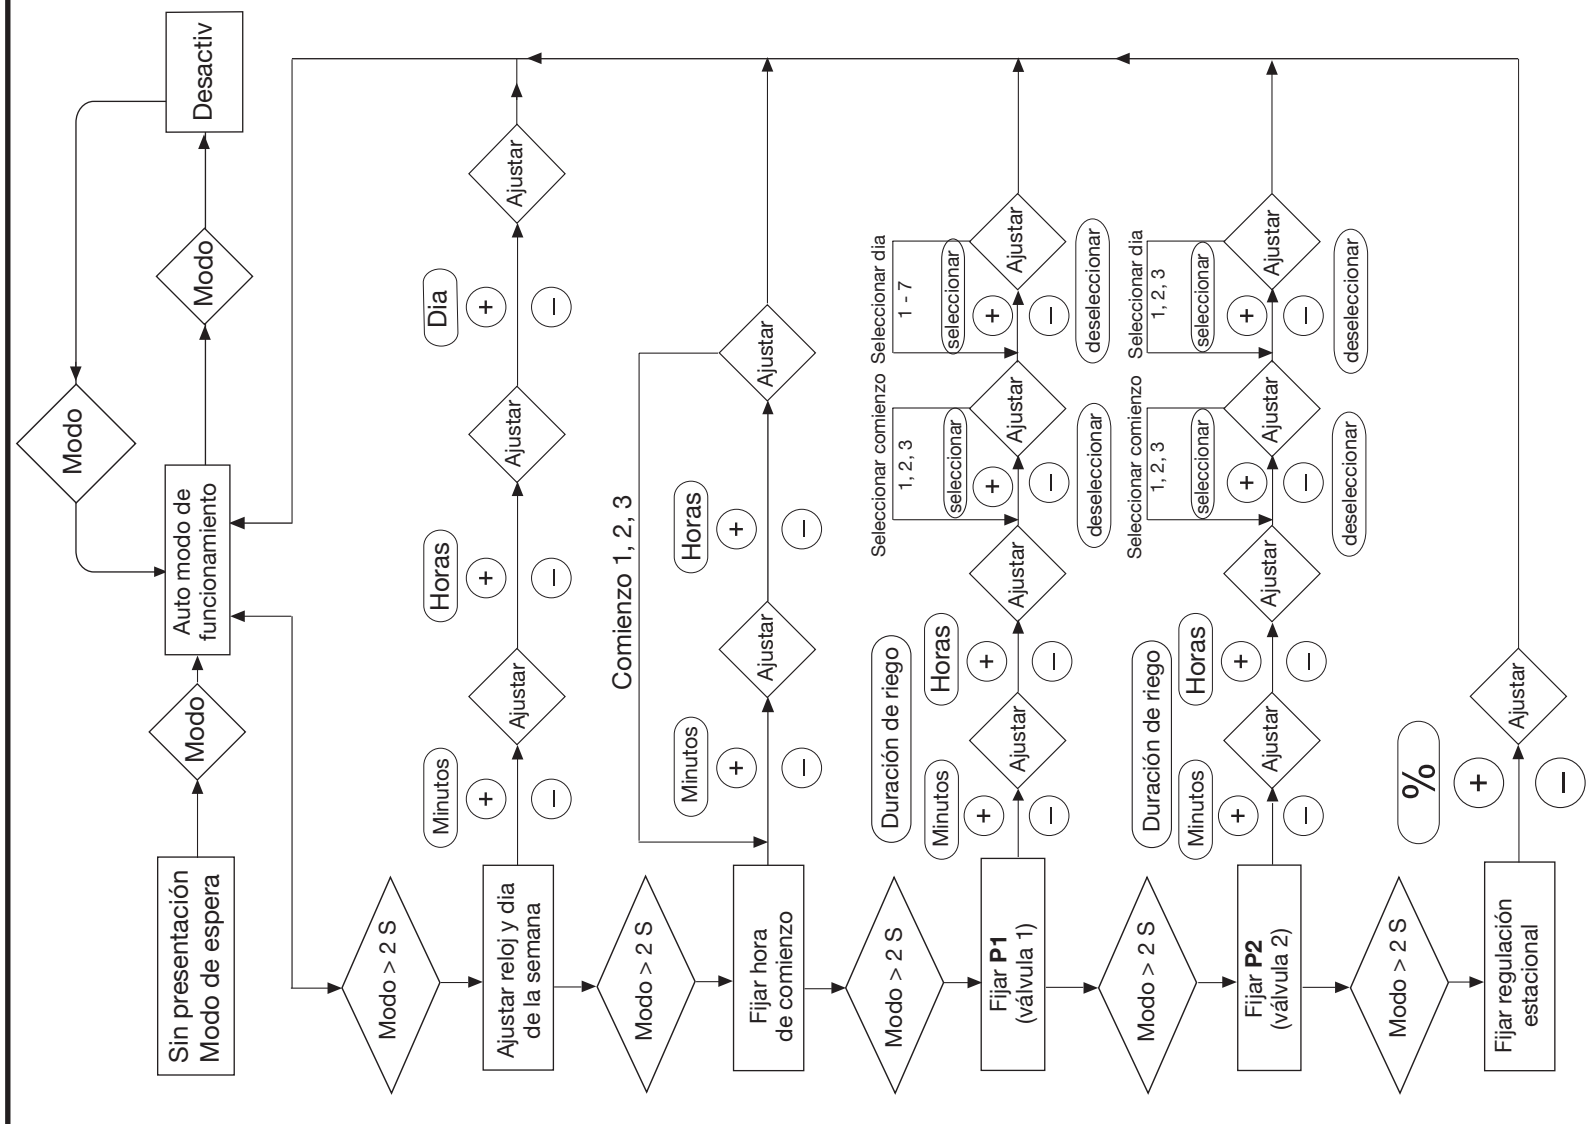 Sin presentación
Modo de espera
Modo
Auto modo de
funcionamiento
Modo
Desactiv
Modo
Modo > 2 S
Ajustar reloj y dia
de la semana
Minutos
+
−
Ajustar
Horas
+
−
Ajustar
Dia
+
−
Ajustar
Modo > 2 S
Fijar hora
de comienzo
Comienzo 1, 2, 3
Minutos
+
−
Ajustar
Horas
+
−
Ajustar
Modo > 2 S
Fijar P1
(válvula 1)
Duración de riego
Minutos
+
−
Ajustar
Horas
+
−
Ajustar
Seleccionar comienzo
1, 2, 3
seleccionar
+
−
deseleccionar
Ajustar
Seleccionar dia
1 - 7
seleccionar
+
−
deseleccionar
Ajustar
Modo > 2 S
Fijar P2
(válvula 2)
Duración de riego
Minutos
+
−
Ajustar
Horas
+
−
Ajustar
Seleccionar comienzo
1, 2, 3
seleccionar
+
−
deseleccionar
Ajustar
Seleccionar dia
1, 2, 3
seleccionar
+
−
deseleccionar
Ajustar
Modo > 2 S
Fijar regulación
estacional
%
+
−
Ajustar